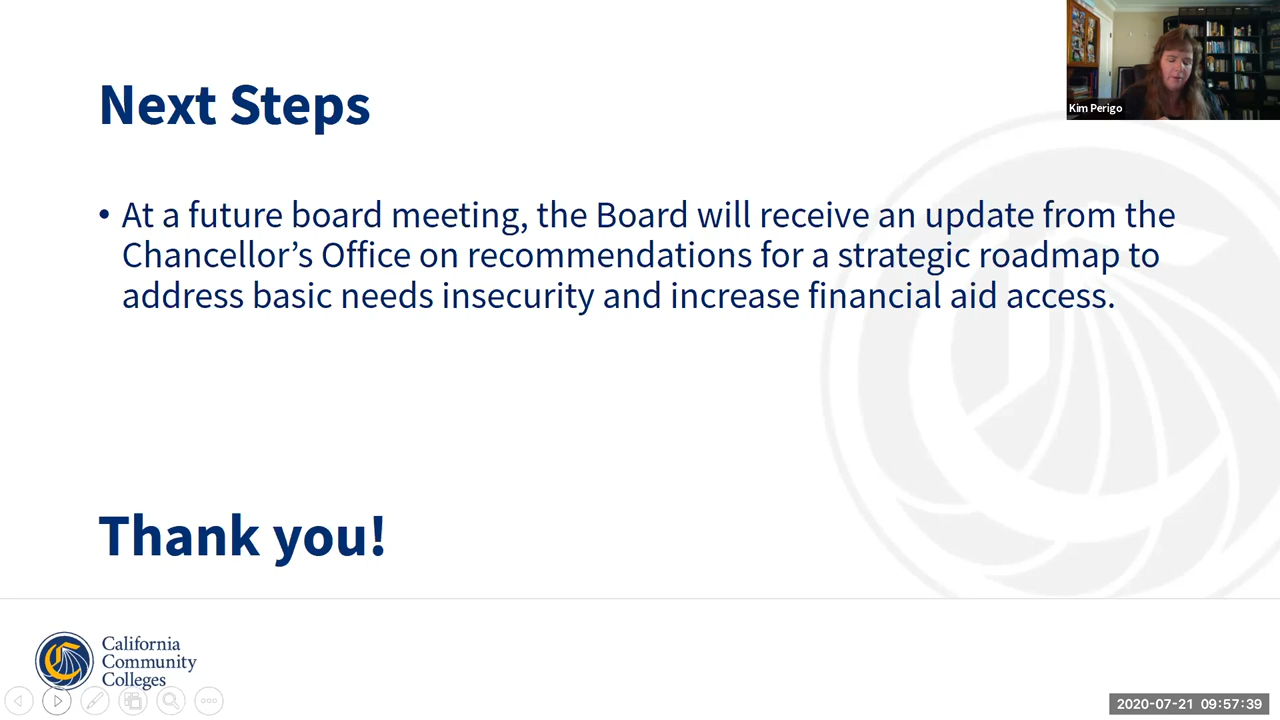 Next Steps
Kim Perigo
• At a future board meeting, the Board will receive an update from the
Chancellor’s Office on recommendations for a strategic roadmap to
address basic needs insecurity and increase financial aid access.
Thank you!
California
Community
Colleges
2020-07-21 09:57:39